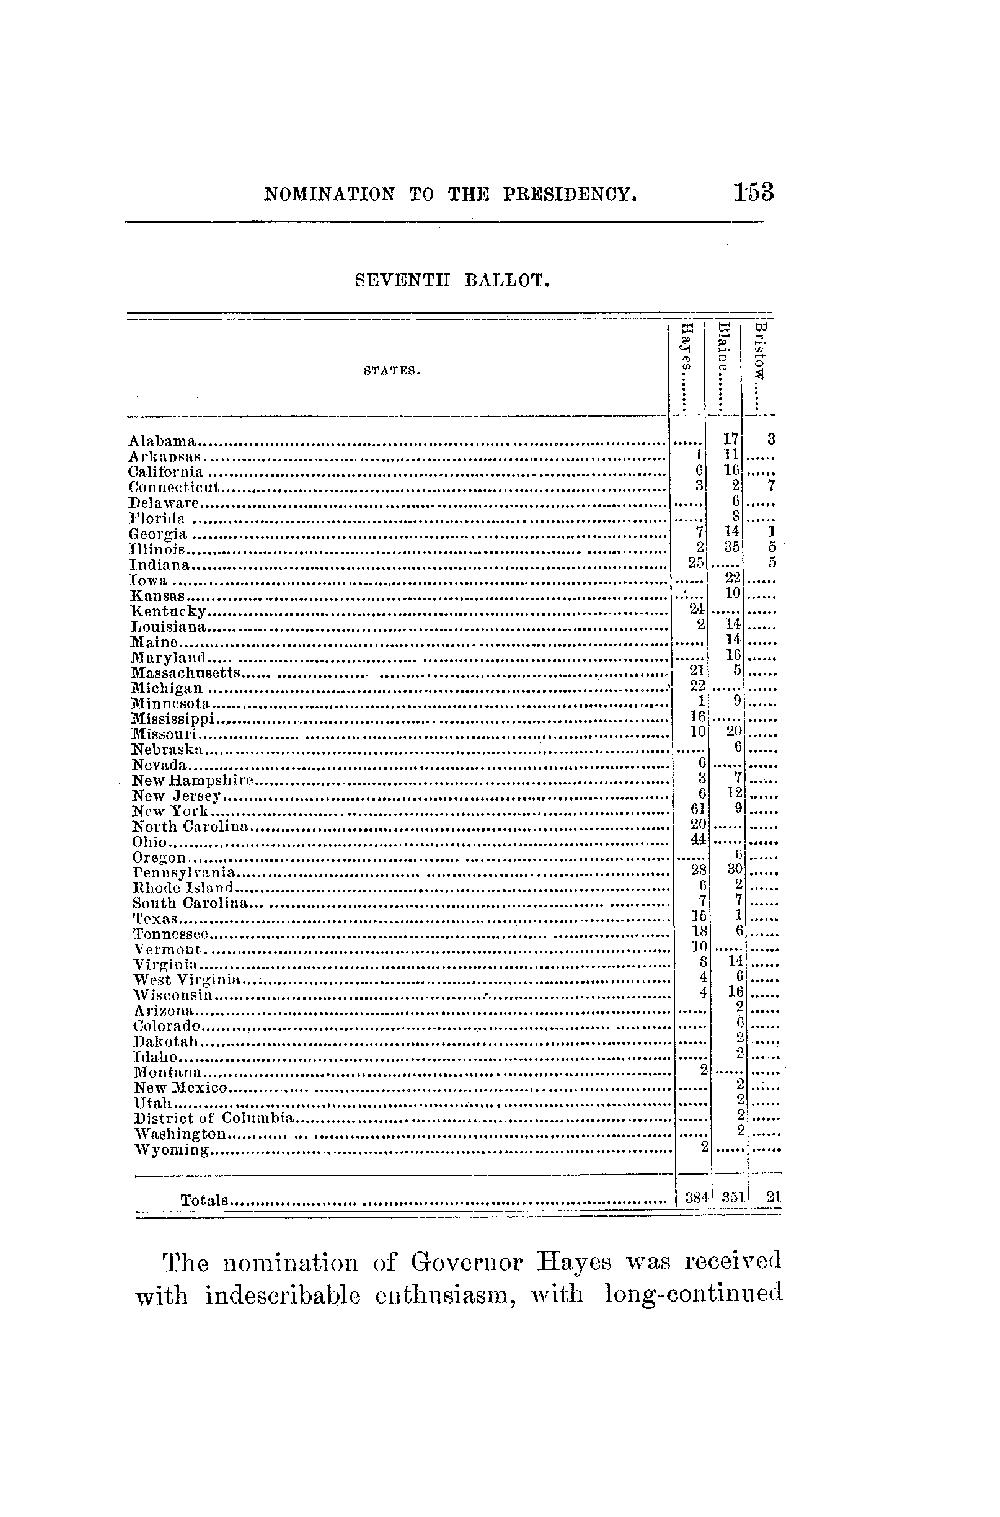 NOMINATION TO THE PRESIDENCY. 153
SEVENTH BALLOT.
STATES. Hayes........ Blaine....... Bristow......
Alabama ...... 17 3
Arkansas 1 11 ......
California 6 16 ......
Connecticut 3 2 7
Delaware ...... 6 ......
Florida ...... 8 ......
Georgia 7 14 1
Illinois 2 35 5
Indiana 25 ...... 5
Iowa ...... 22 ......
Kansas ...... 10 ......
Kentucky 24 ...... ......
Louisiana 2 14 ......
Maine ...... 14 ......
Maryland ...... 16 ......
Massachusetts 21 5 ......
Michigan 22 ...... ......
Minnesota 1 9 ......
Mississippi 16 ...... ......
Missouri 10 20 ......
Nebraska ...... 6 ......
Nevada 6 ...... ......
New Hampshire 3 7 ......
New Jersey 6 12 ......
New York 61 9 ......
North Carolina 20 ...... ......
Ohio 44 ...... ......
Oregon ...... 6 ......
Pennsylvania 28 30 ......
Rhode Island 6 2 ......
South Carolina 7 7 ......
Texas 15 1 ......
Tennessee 18 6 ......
Vermont 10 ...... ......
Virginia 8 14 ......
West Virginia 4 6 ......
Wisconsin 4 16 ......
Arizona ...... 2 ......
Colorado ...... 6 ......
Dakotah ...... 2 ......
Idaho ...... 2 ......
Montana 2 ...... ......
New Mexico ...... 2 ......
Utah ...... 2 ......
District of Columbia ...... 2 ......
Washington ...... 2 ......
Wyoming 2 ...... ......
Totals 384 351 21
The nomination of Governor Hayes was received
with indescribable enthusiasm, with long-continued